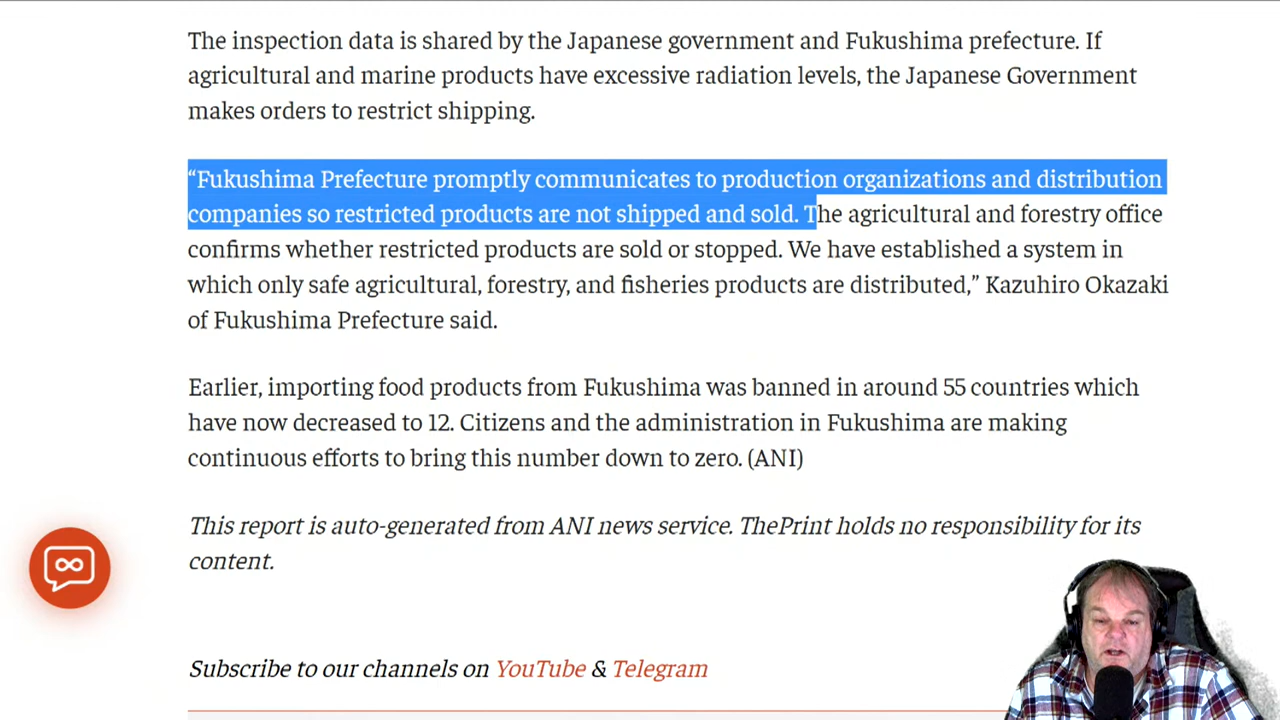 The inspection data is shared by the Japanese government and Fukushima prefecture. If
agricultural and marine products have excessive radiation levels, the Japanese Government
makes orders to restrict shipping.
“Fukushima Prefecture promptly communicates to production organizations and distribution
companies so restricted products are not shipped and sold. The agricultural and forestry office
confirms whether restricted products are sold or stopped. We have established a system in
which only safe agricultural, forestry, and fisheries products are distributed,” Kazuhiro Okazaki
of Fukushima Prefecture said.
Earlier, importing food products from Fukushima was banned in around 55 countries which
have now decreased to 12. Citizens and the administration in Fukushima are making
continuous efforts to bring this number down to zero. (ANI)
This report is auto-generated from ANI news service. ThePrint holds no responsibility for its
content.
Subscribe to our channels on YouTube & Telegram